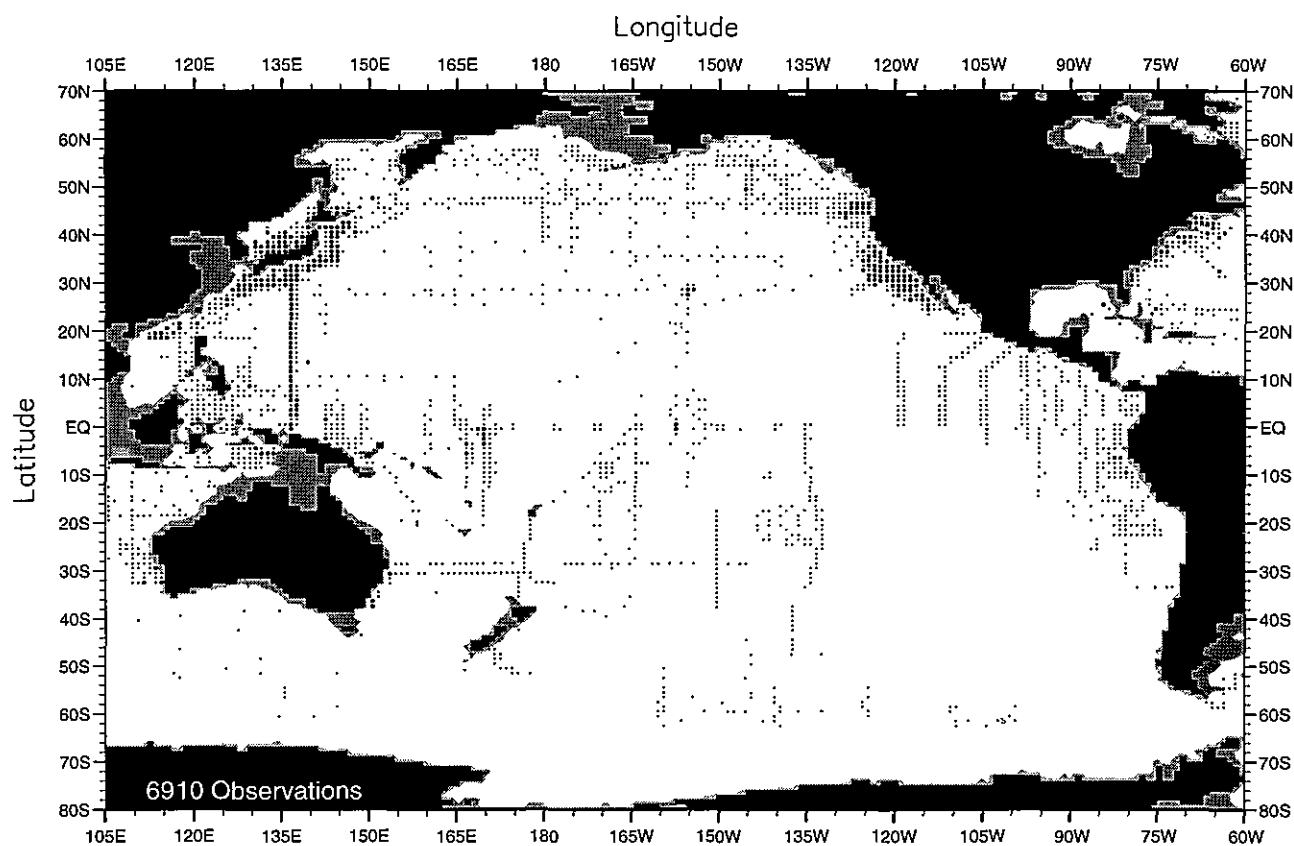 Longitude
105E 120E 135E 150E 165E 180 165W 150W 135W 120W 105W 90W 75W 60W
70N 70N
60N 60N
50N 50N
40N 40N
30N 30N
20N 20N
10N 10N
Latitude
EQ EQ
10S 10S
20S 20S
30S 30S
40S 40S
50S 50S
60S 60S
70S 70S
6910 Observations
80S 80S
105E 120E 135E 150E 165E 180 165W 150W 135W 120W 105W 90W 75W 60W